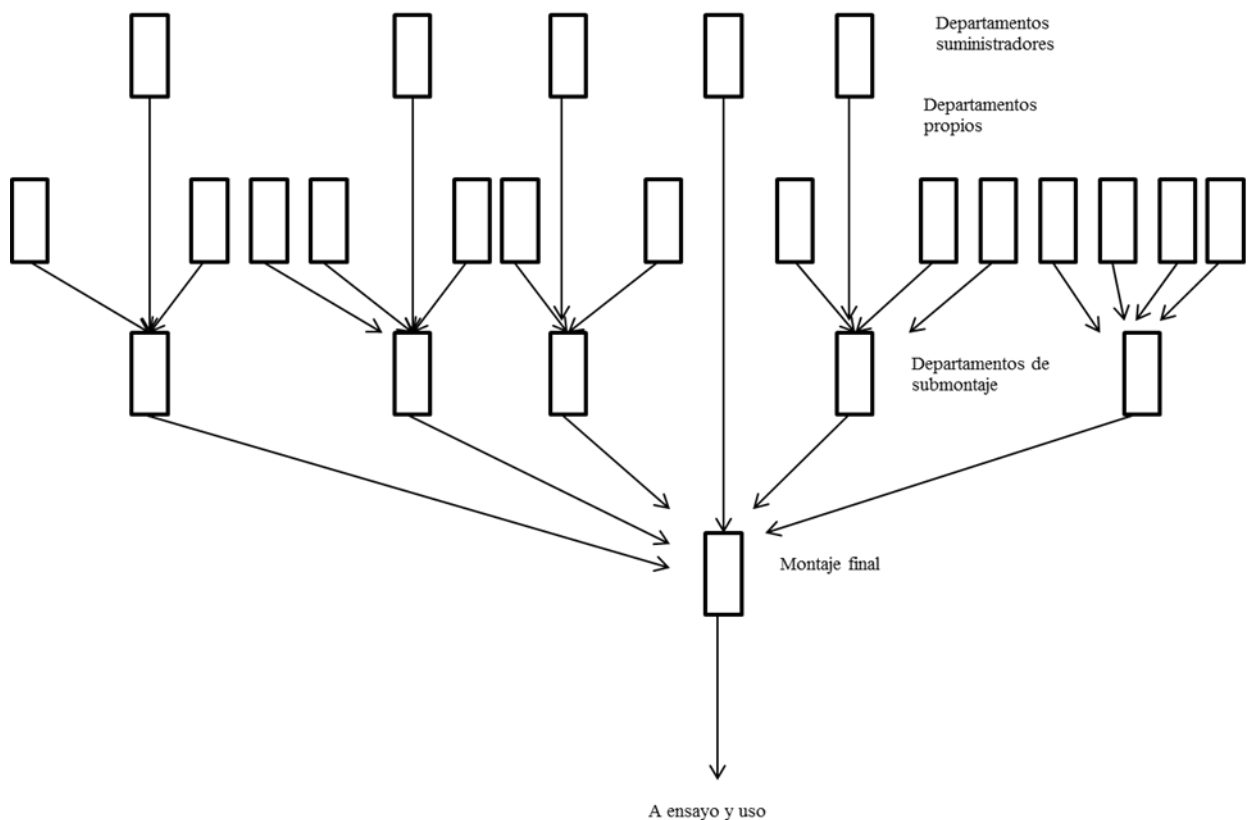 Departamentos
suministradores
Departamentos
propios
Departamentos de
submontaje
Montaje final
A ensayo y uso